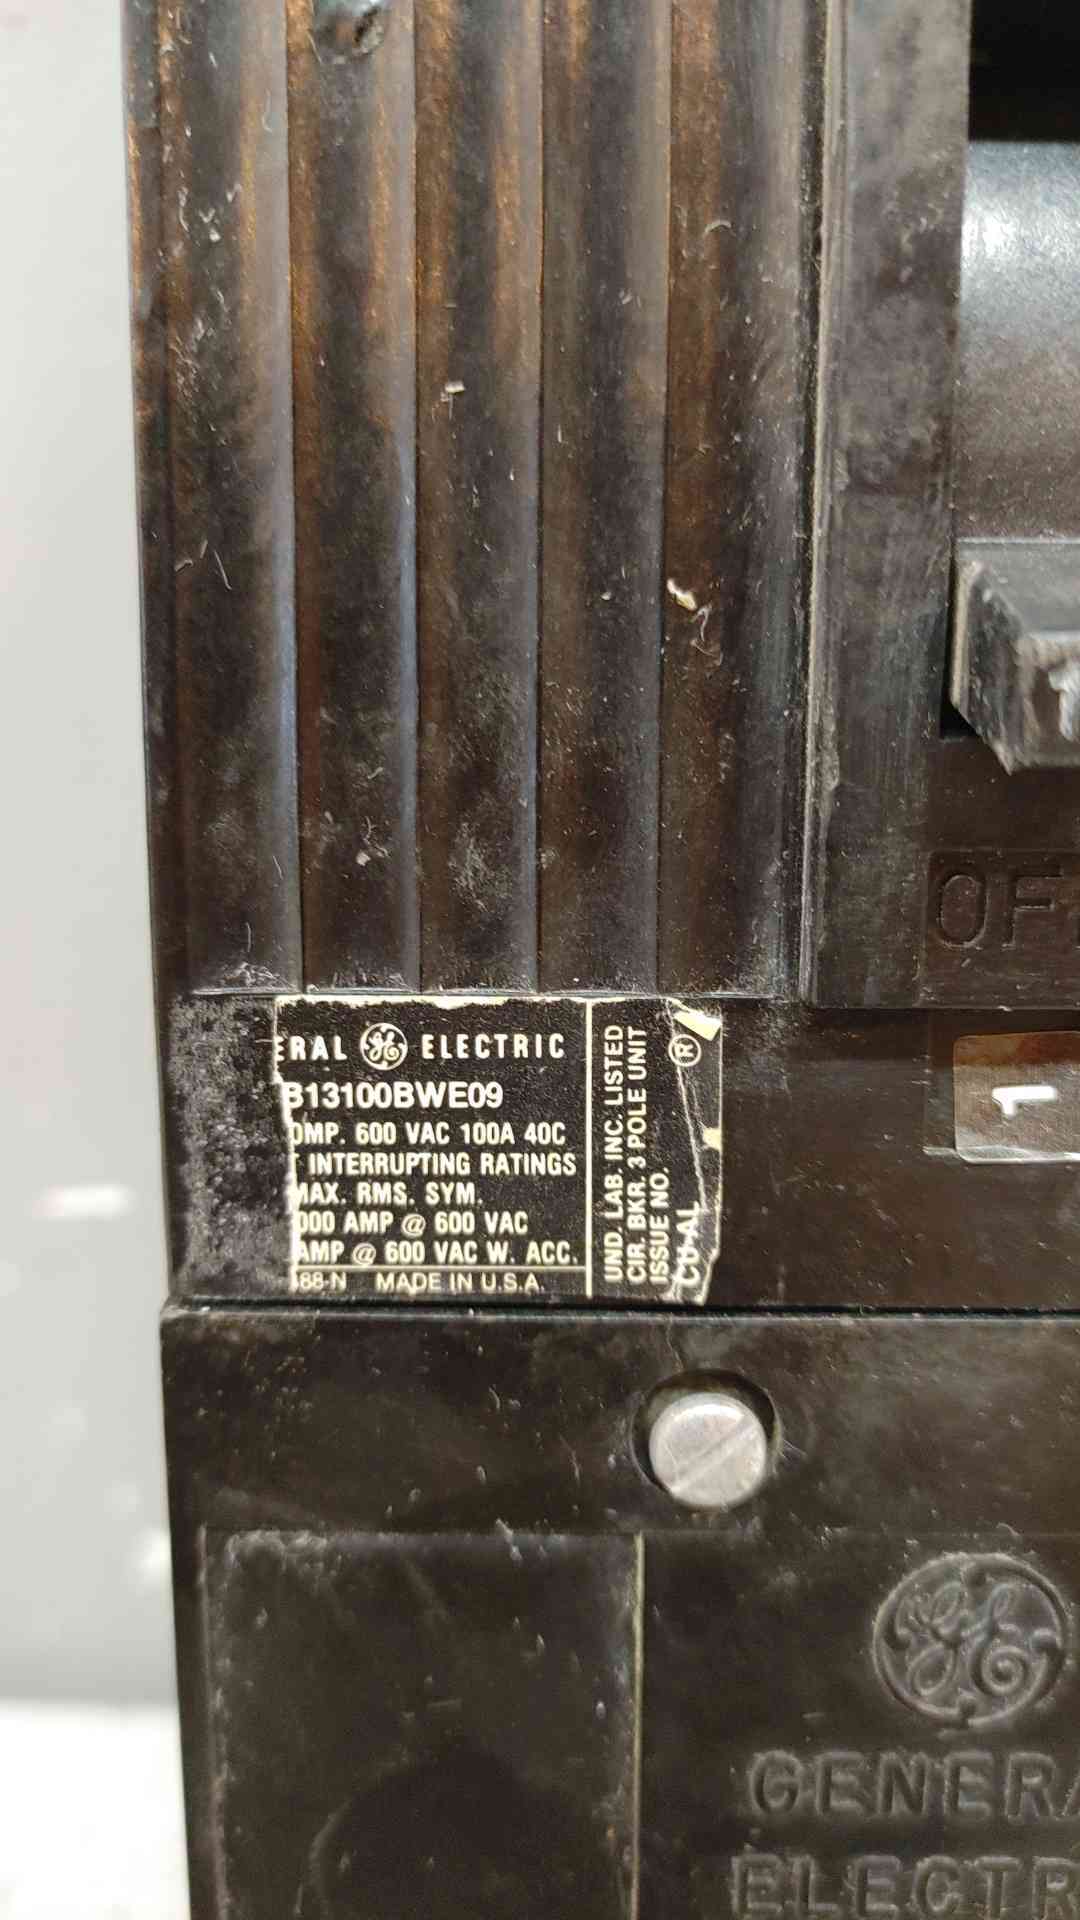 OF
ERAL GE ELECTRIC
B13100BWE09
OMP. 600 VAC 100A 40C
INTERRUPTING RATINGS
MAX. RMS. SYM.
000 AMP @ 600 VAC
AMP @ 600 VAC W. ACC.
88-N MADE IN U.S.A.
UND. LAB. INC. LISTED
CIR. BKR. 3 POLE UNIT
ISSUE NO.
CU-AL
®
1
GE
GENERA
ELECTR